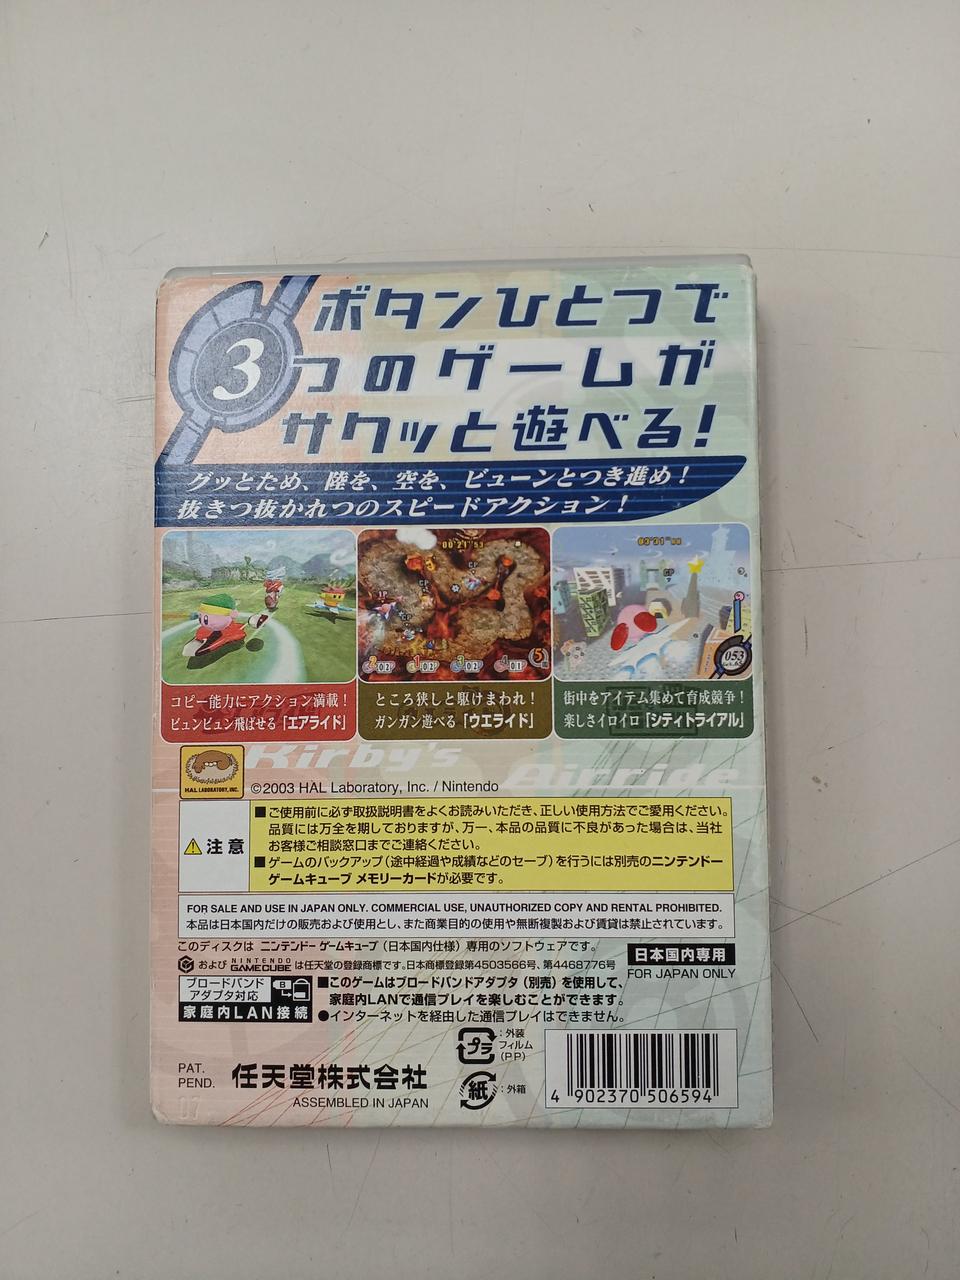 ボタンひとつで
3つのゲームが
サクッと遊べる!
グッとため、陸を、空を、ビューンとつき進め!
抜きつ抜かれつのスピードアクション!
コピー能力にアクション満載!
ビュンビュン飛ばせる「エアライド」
00'21"53
CP
1P
CP
ところ狭しと駆けまわれ!
ガンガン遊べる「ウエライド」
03'31"
CP
053
街中をアイテム集めて育成競争!
楽しさイロイロ「シティトライアル」
Kirby's
Airride
HAL LABORATORY, INC.
©2003 HAL Laboratory, Inc. / Nintendo
注意
■ご使用前に必ず取扱説明書をよくお読みいただき、正しい使用方法でご愛用ください。
品質には万全を期しておりますが、万一、本品の品質に不良があった場合は、当社
お客様ご相談窓口までご連絡ください。
■ゲームのバックアップ(途中経過や成績などのセーブ)を行うには別売のニンテンドー
ゲームキューブ メモリーカードが必要です。
FOR SALE AND USE IN JAPAN ONLY. COMMERCIAL USE, UNAUTHORIZED COPY AND RENTAL PROHIBITED.
本品は日本国内だけの販売および使用とし、また商業目的の使用や無断複製および賃貸は禁止されています。
このディスクは ニンテンドー ゲームキューブ(日本国内仕様)専用のソフトウェアです。
および NINTENDO GAMECUBE は任天堂の登録商標です。日本商標登録第4503566号、第4468776号
日本国内専用
FOR JAPAN ONLY
ブロードバンド
アダプタ対応
家庭内LAN接続
■このゲームはブロードバンドアダプタ(別売)を使用して、
家庭内LANで通信プレイを楽しむことができます。
●インターネットを経由した通信プレイはできません。
プラ
:外装
フィルム
(PP)
紙
:外箱
PAT.
PEND.
任天堂株式会社
ASSEMBLED IN JAPAN
07
4 902370 506594